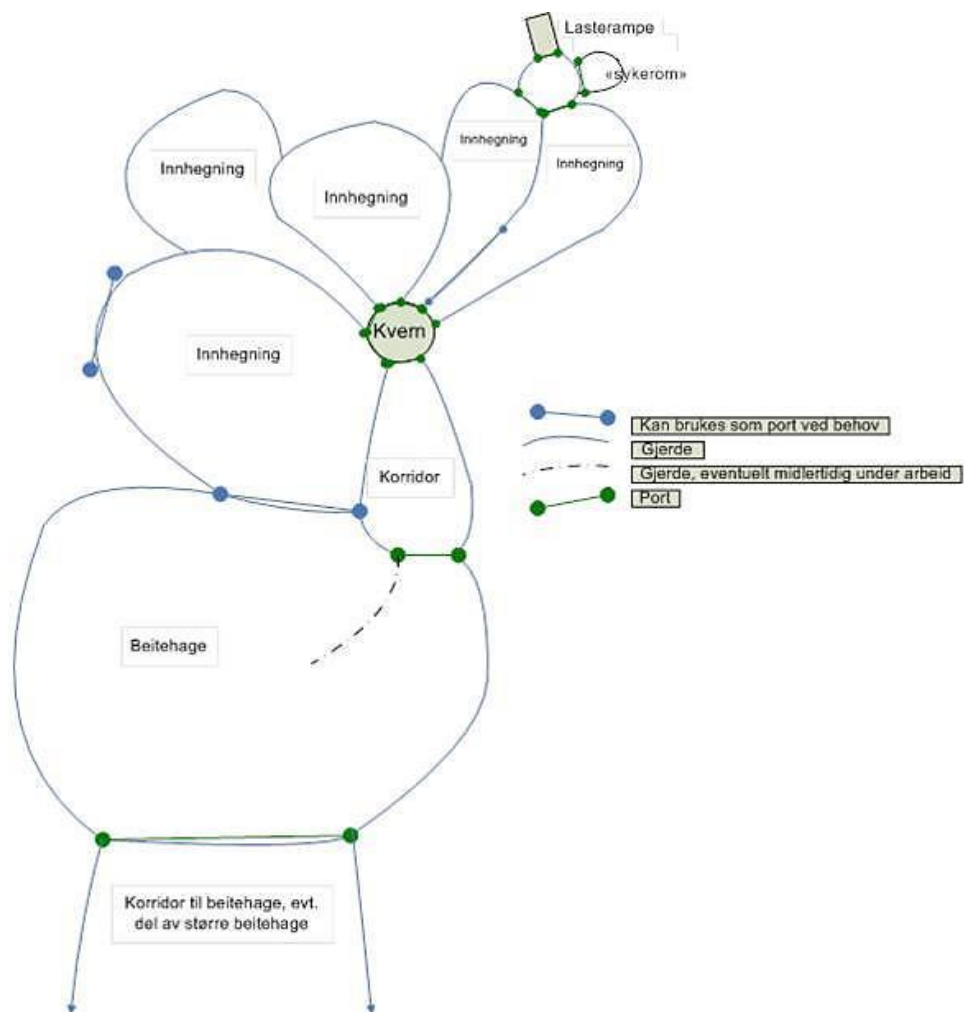 Lasterampe
«sykerom»
Innhegning
Innhegning
Innhegning
Innhegning
Kvern
Innhegning
Kan brukes som port ved behov
Gjerde
Gjerde, eventuelt midlertidig under arbeid
Port
Korridor
Beitehage
Korridor til beitehage, evt.
del av større beitehage